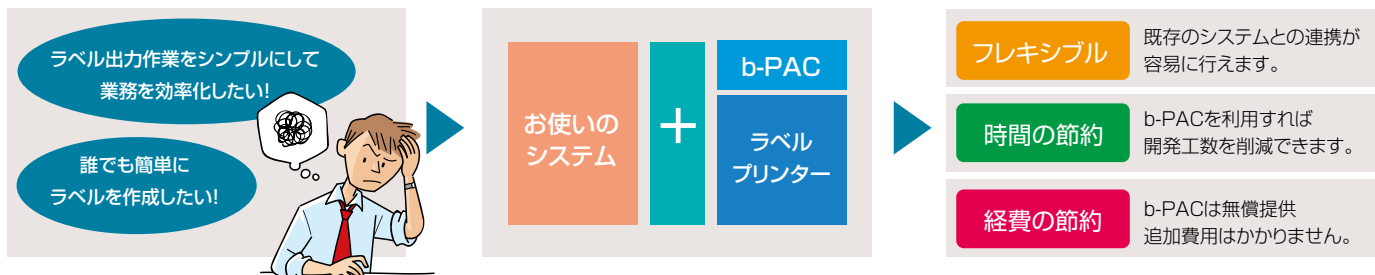 ラベル出力作業をシンプルにして
業務を効率化したい!
誰でも簡単に
ラベルを作成したい!
お使いの
システム
+
b-PAC
ラベル
プリンター
フレキシブル
既存のシステムとの連携が
容易に行えます。
時間の節約
b-PACを利用すれば
開発工数を削減できます。
経費の節約
b-PACは無償提供
追加費用はかかりません。